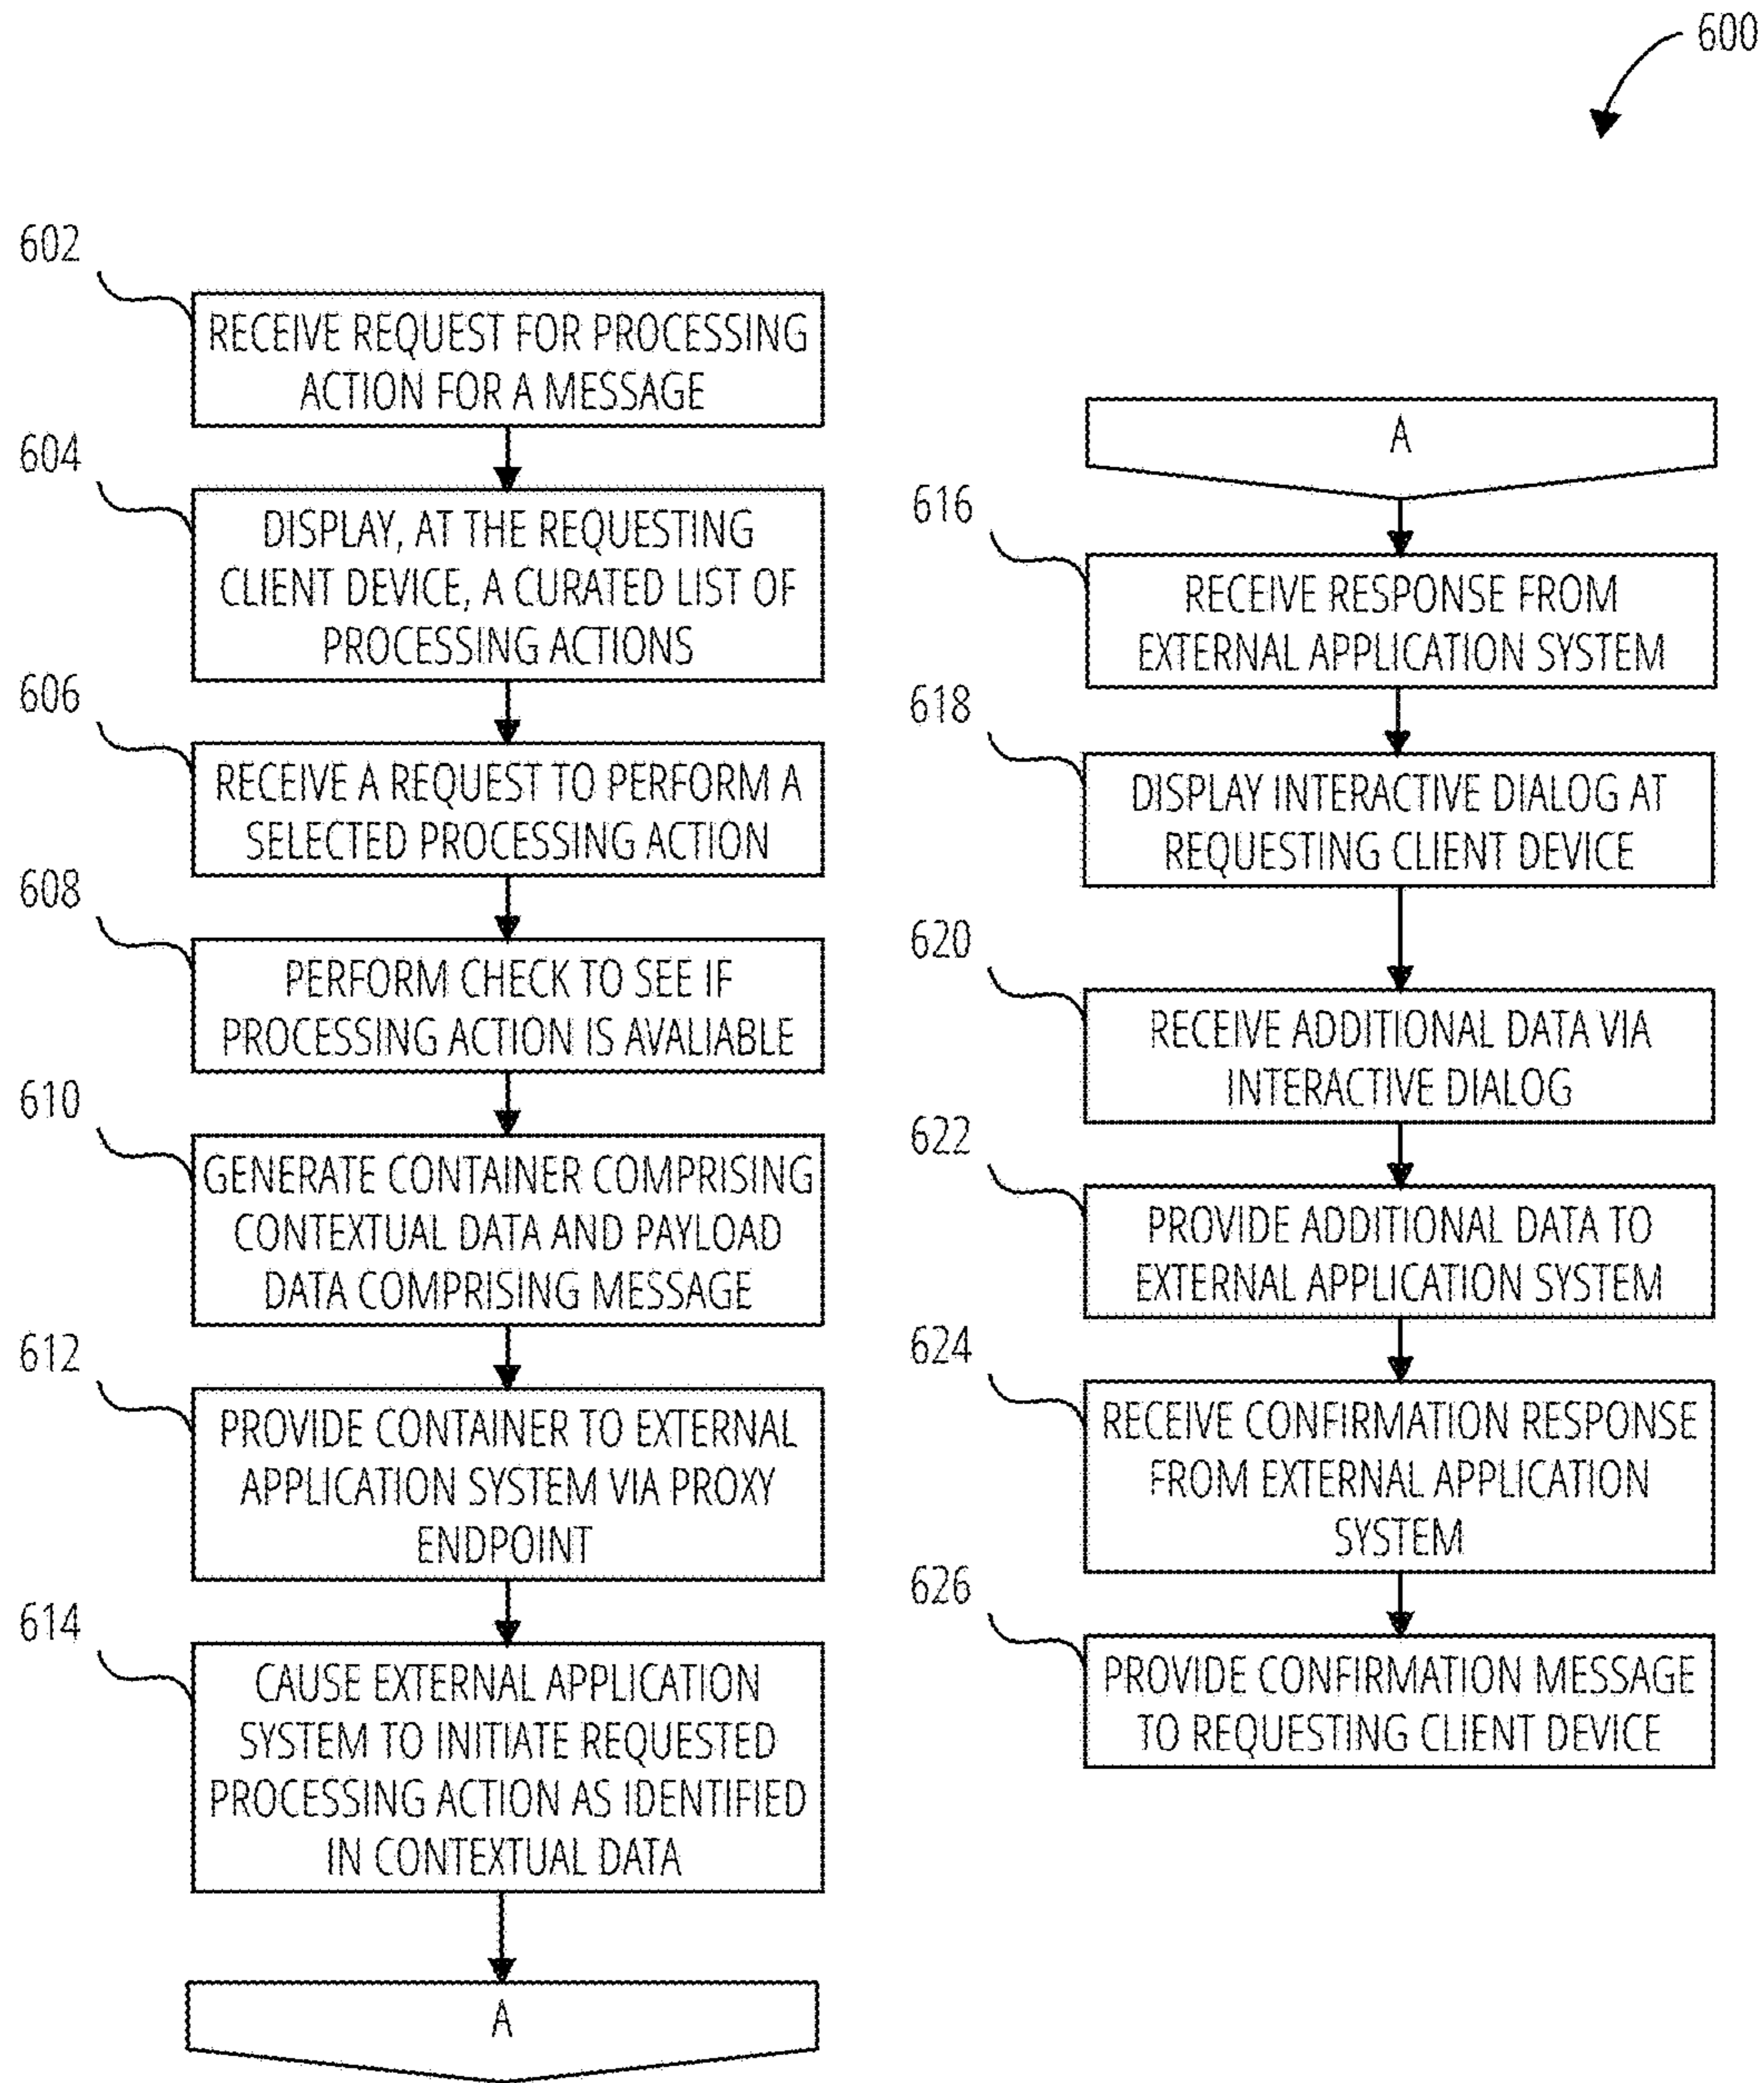 600
602
RECEIVE REQUEST FOR PROCESSING
ACTION FOR A MESSAGE
604
DISPLAY, AT THE REQUESTING
CLIENT DEVICE, A CURATED LIST OF
PROCESSING ACTIONS
606
RECEIVE A REQUEST TO PERFORM A
SELECTED PROCESSING ACTION
608
PERFORM CHECK TO SEE IF
PROCESSING ACTION IS AVALIABLE
610
GENERATE CONTAINER COMPRISING
CONTEXTUAL DATA AND PAYLOAD
DATA COMPRISING MESSAGE
612
PROVIDE CONTAINER TO EXTERNAL
APPLICATION SYSTEM VIA PROXY
ENDPOINT
614
CAUSE EXTERNAL APPLICATION
SYSTEM TO INITIATE REQUESTED
PROCESSING ACTION AS IDENTIFIED
IN CONTEXTUAL DATA
A
A
616
RECEIVE RESPONSE FROM
EXTERNAL APPLICATION SYSTEM
618
DISPLAY INTERACTIVE DIALOG AT
REQUESTING CLIENT DEVICE
620
RECEIVE ADDITIONAL DATA VIA
INTERACTIVE DIALOG
622
PROVIDE ADDITIONAL DATA TO
EXTERNAL APPLICATION SYSTEM
624
RECEIVE CONFIRMATION RESPONSE
FROM EXTERNAL APPLICATION
SYSTEM
626
PROVIDE CONFIRMATION MESSAGE
TO REQUESTING CLIENT DEVICE